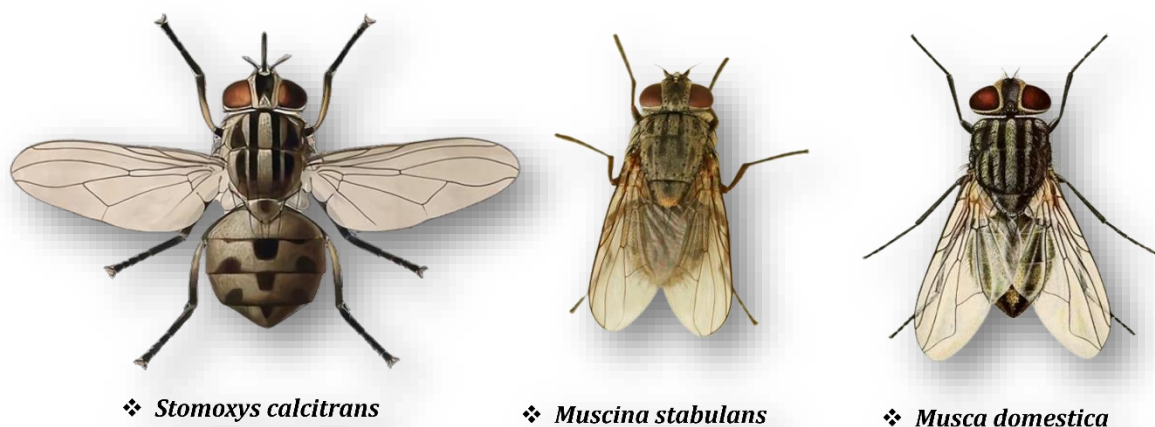 ❖ Stomoxys calcitrans
❖ Muscina stabulans
❖ Musca domestica